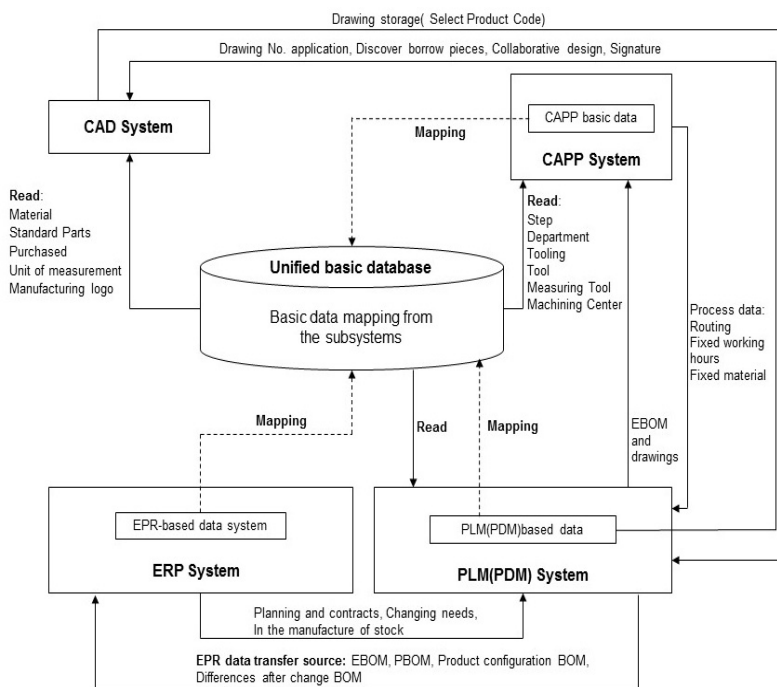 Drawing storage( Select Product Code)
Drawing No. application, Discover borrow pieces, Collaborative design, Signature
CAD System
Mapping
CAPP basic data
CAPP System
Read:
Material
Standard Parts
Purchased
Unit of measurement
Manufacturing logo
Read:
Step
Department
Tooling
Tool
Measuring Tool
Machining Center
Unified basic database
Basic data mapping from
the subsystems
Process data:
Routing
Fixed working
hours
Fixed material
Mapping
Read
Mapping
EBOM
and
drawings
EPR-based data system
ERP System
PLM(PDM)based data
PLM(PDM) System
Planning and contracts, Changing needs,
In the manufacture of stock
EPR data transfer source: EBOM, PBOM, Product configuration BOM,
Differences after change BOM